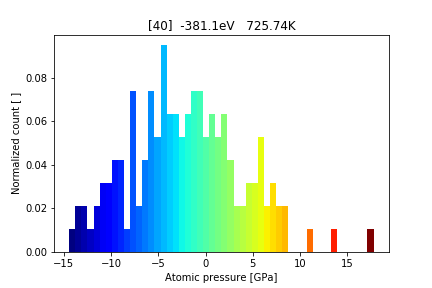 [40]  -381.1eV   725.74K
Normalized count [ ]
0.08
0.06
0.04
0.02
0.00
−15 −10 −5 0 5 10 15
Atomic pressure [GPa]